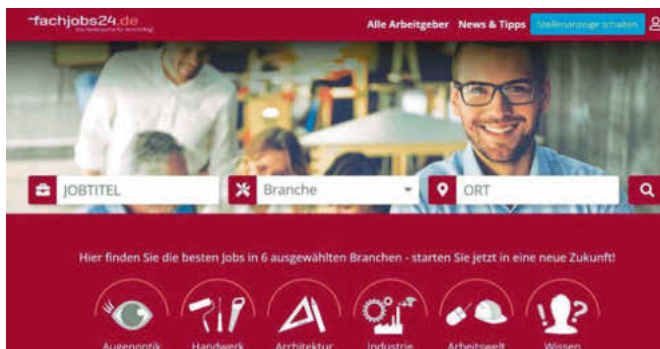 fachjobs24.de
Alle Arbeitgeber News & Tipps Stellenanzeige schalten
JOBTITEL Branche ORT
Hier finden Sie die besten Jobs in 6 ausgewählten Branchen - starten Sie jetzt in eine neue Zukunft!
Augenoptik Handwerk Architektur Industrie Arbeitswelt Wissen